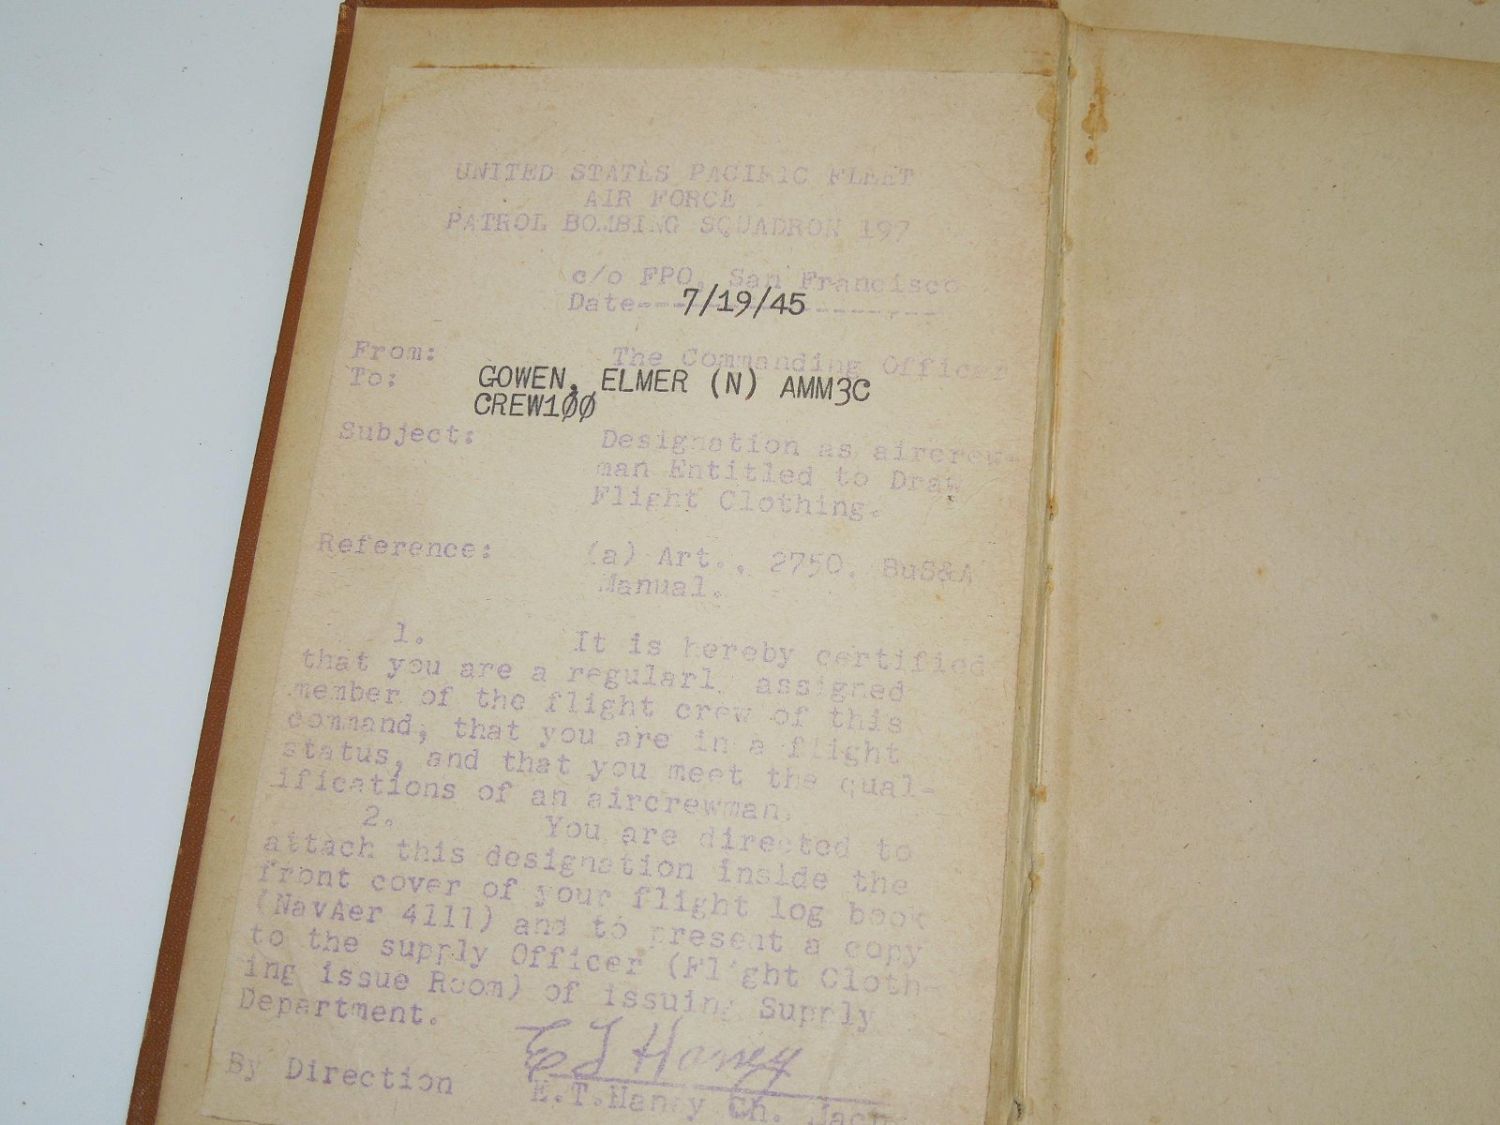 UNITED STATES PACIFIC FLEET
AIR FORCE
PATROL BOMBING SQUADRON 197
c/o FPO, San Francisco
Date--- 7/19/45 --------,--
From: The Commanding Officer
To: GOWEN, ELMER (N) AMM3C
CREW1ØØ
Subject: Designation as aircrew-
man Entitled to Draw
Flight Clothing.
Reference: (a) Art., 2750. BuS&A
Manual.
1. It is hereby certified
that you are a regularl assigned
member of the flight crew of this
command, that you are in a flight
status, and that you meet the qual-
ifications of an aircrewman.
2. You are directed to
attach this designation inside the
front cover of your flight log book
(NavAer 4111) and to present a copy
to the supply Officer (Flight Cloth-
ing issue Room) of issuing Supply
Department.
E T Haney
By Direction E.T.Haney Ch.